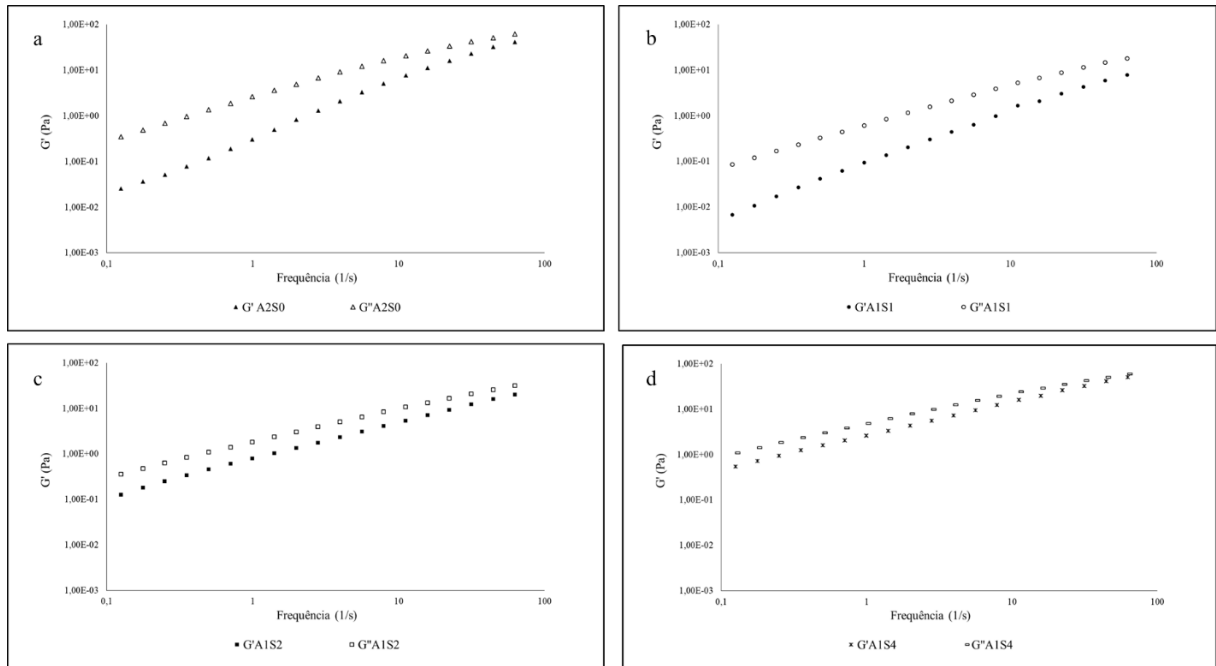 a
G' (Pa)
1,00E+02
1,00E+01
1,00E+00
1,00E-01
1,00E-02
1,00E-03
0,1 1 10 100
Frequência (1/s)
G' A2S0 G" A2S0
b
G' (Pa)
1,00E+02
1,00E+01
1,00E+00
1,00E-01
1,00E-02
1,00E-03
0,1 1 10 100
Frequência (1/s)
G'A1S1 G"A1S1
c
G' (Pa)
1,00E+02
1,00E+01
1,00E+00
1,00E-01
1,00E-02
1,00E-03
0,1 1 10 100
Frequência (1/s)
G'A1S2 G"A1S2
d
G' (Pa)
1,00E+02
1,00E+01
1,00E+00
1,00E-01
1,00E-02
1,00E-03
0,1 1 10 100
Frequência (1/s)
G'A1S4 G"A1S4